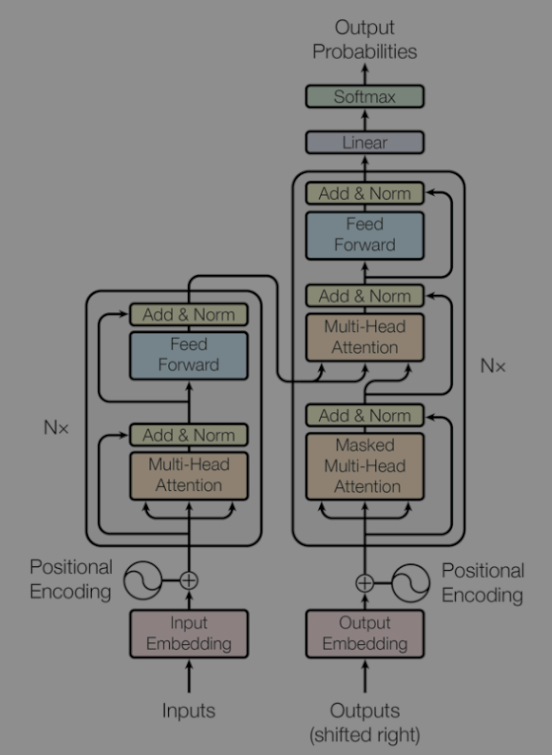 Output
Probabilities
Softmax
Linear
Add & Norm
Feed
Forward
Add & Norm
Multi-Head
Attention
Add & Norm
Masked
Multi-Head
Attention
Nx
Positional
Encoding
Output
Embedding
Outputs
(shifted right)
Add & Norm
Feed
Forward
Add & Norm
Multi-Head
Attention
N×
Positional
Encoding
Input
Embedding
Inputs